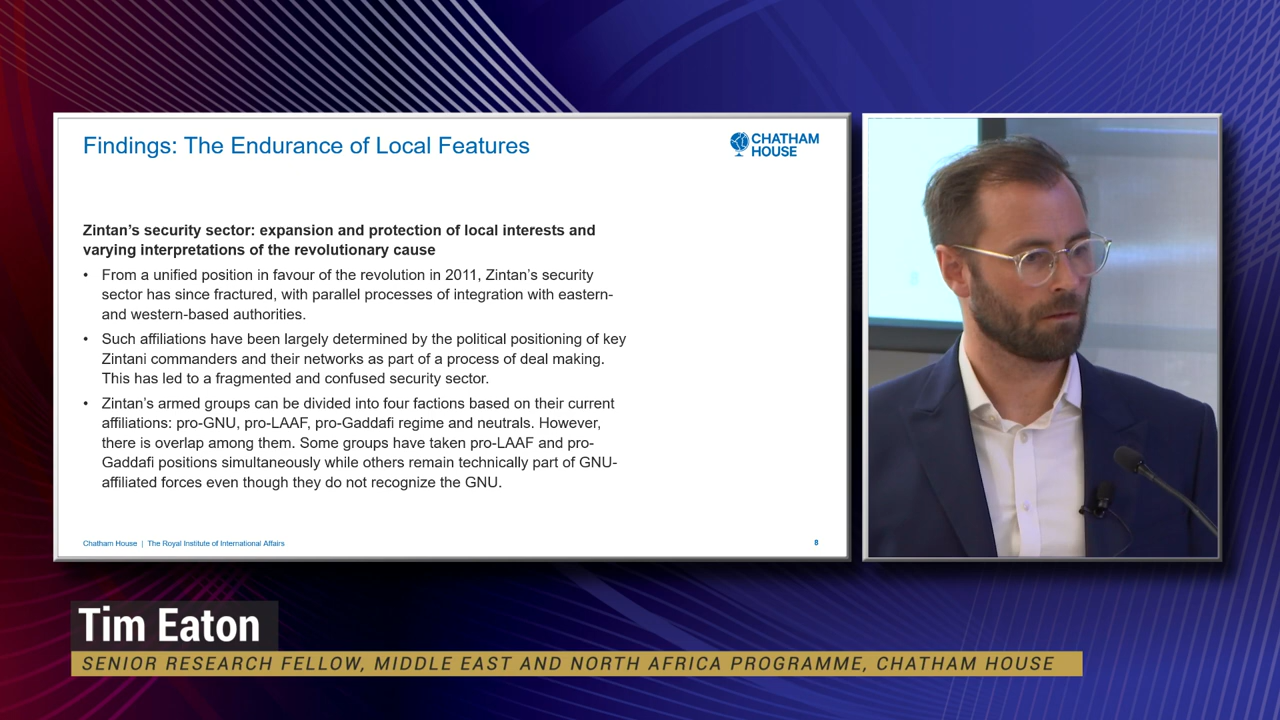 Findings: The Endurance of Local Features
CHATHAM
HOUSE
Zintan's security sector: expansion and protection of local interests and
varying interpretations of the revolutionary cause
• From a unified position in favour of the revolution in 2011, Zintan's security
sector has since fractured, with parallel processes of integration with eastern-
and western-based authorities.
• Such affiliations have been largely determined by the political positioning of key
Zintani commanders and their networks as part of a process of deal making.
This has led to a fragmented and confused security sector.
• Zintan's armed groups can be divided into four factions based on their current
affiliations: pro-GNU, pro-LAAF, pro-Gaddafi regime and neutrals. However,
there is overlap among them. Some groups have taken pro-LAAF and pro-
Gaddafi positions simultaneously while others remain technically part of GNU-
affiliated forces even though they do not recognize the GNU.
Chatham House | The Royal Institute of International Affairs
8
Tim Eaton
SENIOR RESEARCH FELLOW, MIDDLE EAST AND NORTH AFRICA PROGRAMME, CHATHAM HOUSE